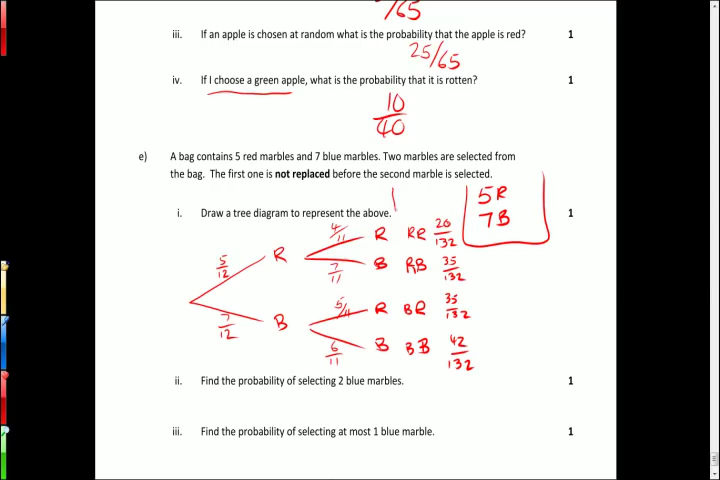 /65
iii. If an apple is chosen at random what is the probability that the apple is red? 1
25/65
iv. If I choose a green apple, what is the probability that it is rotten? 1
10/40
e) A bag contains 5 red marbles and 7 blue marbles. Two marbles are selected from
the bag. The first one is not replaced before the second marble is selected.
i. Draw a tree diagram to represent the above. 1
5R
7B
4/11 R RR 20/132
5/12 R
7/11 B RB 35/132
5/11 R BR 35/132
7/12 B
6/11 B BB 42/132
ii. Find the probability of selecting 2 blue marbles. 1
iii. Find the probability of selecting at most 1 blue marble. 1